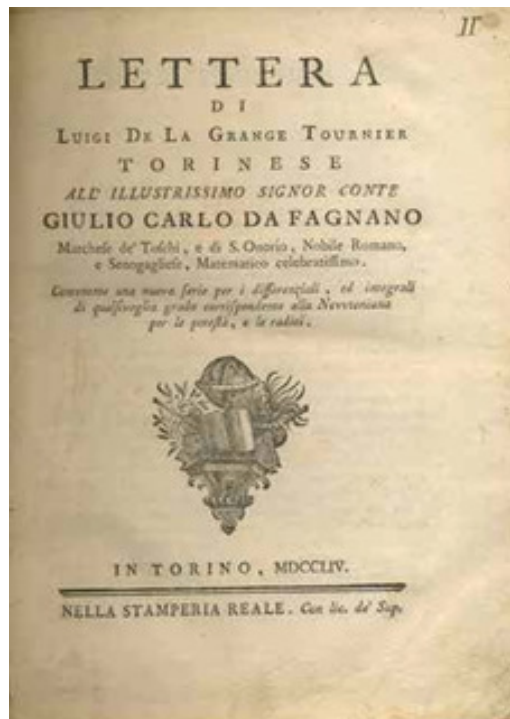 II
LETTERA
DI
LUIGI DE LA GRANGE TOURNIER
TORINESE
ALL' ILLUSTRISSIMO SIGNOR CONTE
GIULIO CARLO DA FAGNANO
Marchese de' Toschi, e di S. Onorio, Nobile Romano,
e Senogagliese, Matematico celebratissimo.
Contenente una nuova serie per i differenziali, ed integrali
di qualsivoglia grado corrispondente alla Newtoniana
per le potestà, e le radici.
IN TORINO, MDCCLIV.
NELLA STAMPERIA REALE. Con lic. de' Sup.